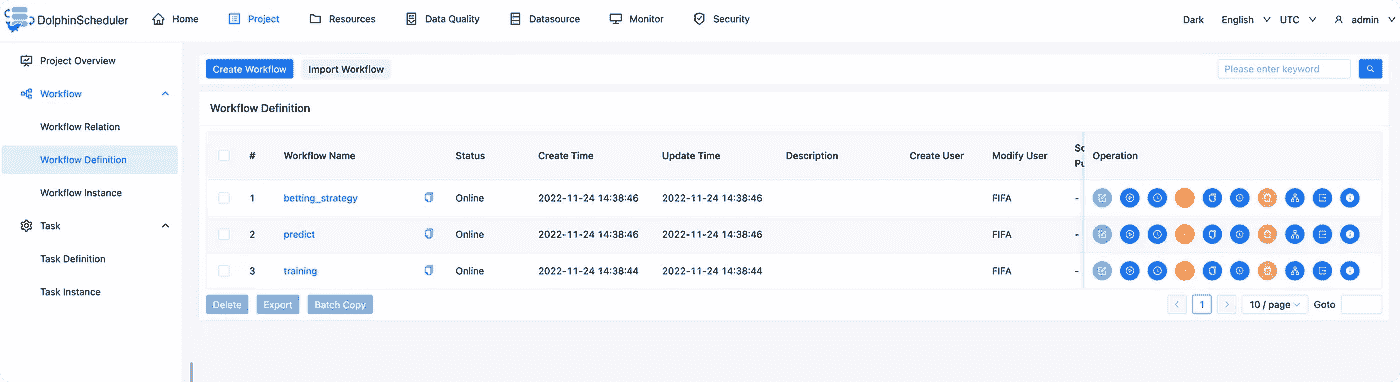 DolphinScheduler Home Project Resources Data Quality Datasource Monitor Security Dark English UTC admin
Project Overview
Workflow
Workflow Relation
Workflow Definition
Workflow Instance
Task
Task Definition
Task Instance
Create Workflow Import Workflow Please enter keyword
Workflow Definition
# Workflow Name Status Create Time Update Time Description Create User Modify User Operation
1 betting_strategy Online 2022-11-24 14:38:46 2022-11-24 14:38:46 FIFA -
2 predict Online 2022-11-24 14:38:46 2022-11-24 14:38:46 FIFA -
3 training Online 2022-11-24 14:38:44 2022-11-24 14:38:44 FIFA -
Delete Export Batch Copy 1 10 / page Goto